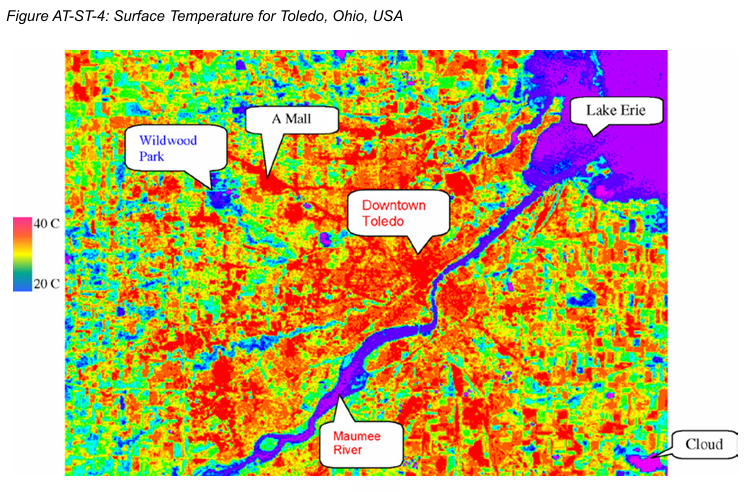 Figure AT-ST-4: Surface Temperature for Toledo, Ohio, USA
Lake Erie
A Mall
Wildwood
Park
Downtown
Toledo
40 C
20 C
Maumee
River
Cloud